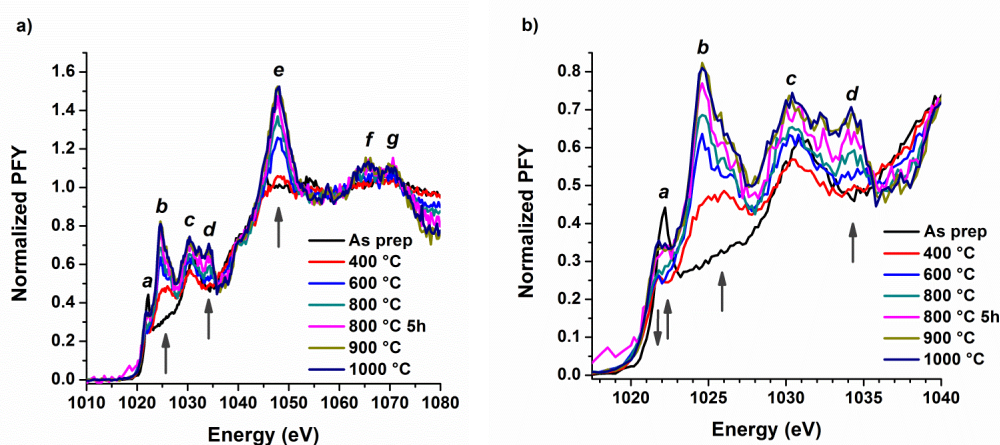 a)
Normalized PFY
1.6
1.4
1.2
1.0
0.8
0.6
0.4
0.2
0.0
a
b
c
d
e
f
g
As prep
400 °C
600 °C
800 °C
800 °C 5h
900 °C
1000 °C
1010 1020 1030 1040 1050 1060 1070 1080
Energy (eV)
b)
Normalized PFY
0.8
0.7
0.6
0.5
0.4
0.3
0.2
0.1
0.0
a
b
c
d
As prep
400 °C
600 °C
800 °C
800 °C 5h
900 °C
1000 °C
1020 1025 1030 1035 1040
Energy (eV)